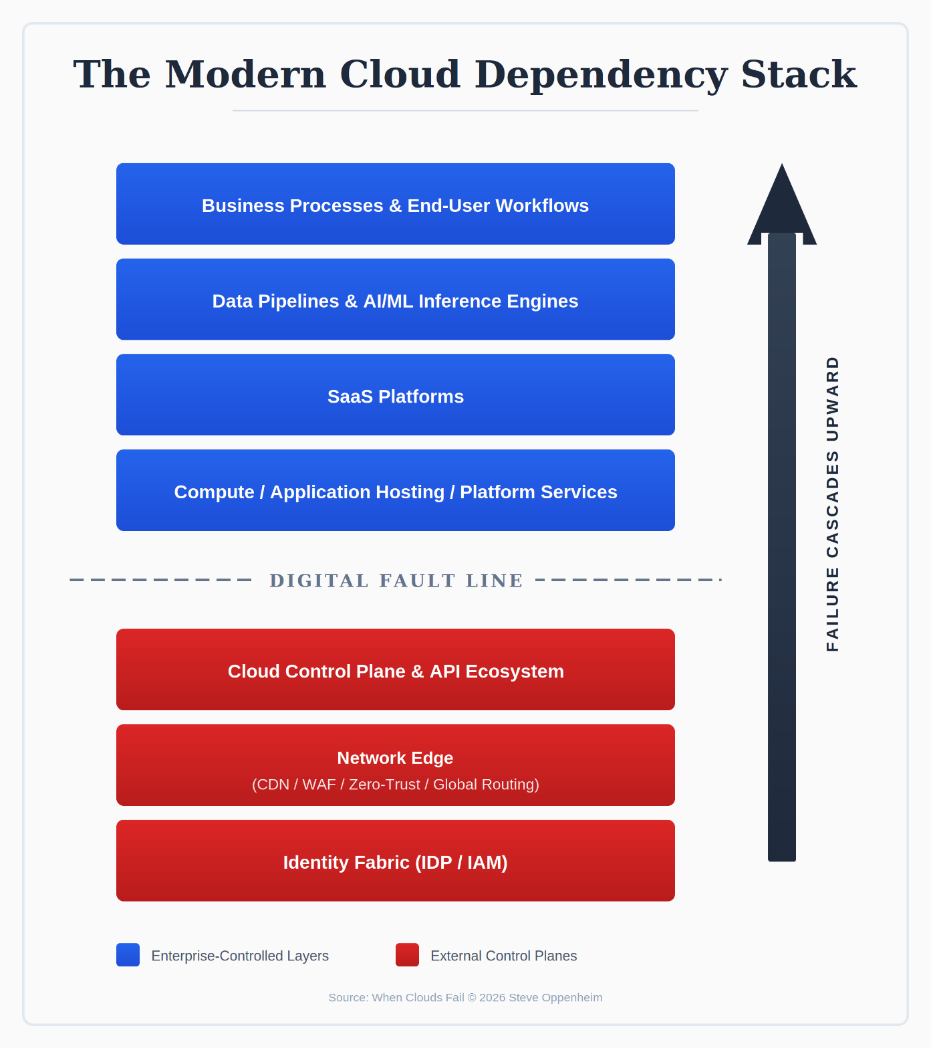 The Modern Cloud Dependency Stack
Business Processes & End-User Workflows
Data Pipelines & AI/ML Inference Engines
SaaS Platforms
Compute / Application Hosting / Platform Services
DIGITAL FAULT LINE
Cloud Control Plane & API Ecosystem
Network Edge
(CDN / WAF / Zero-Trust / Global Routing)
Identity Fabric (IDP / IAM)
FAILURE CASCADES UPWARD
Enterprise-Controlled Layers
External Control Planes
Source: When Clouds Fail © 2026 Steve Oppenheim